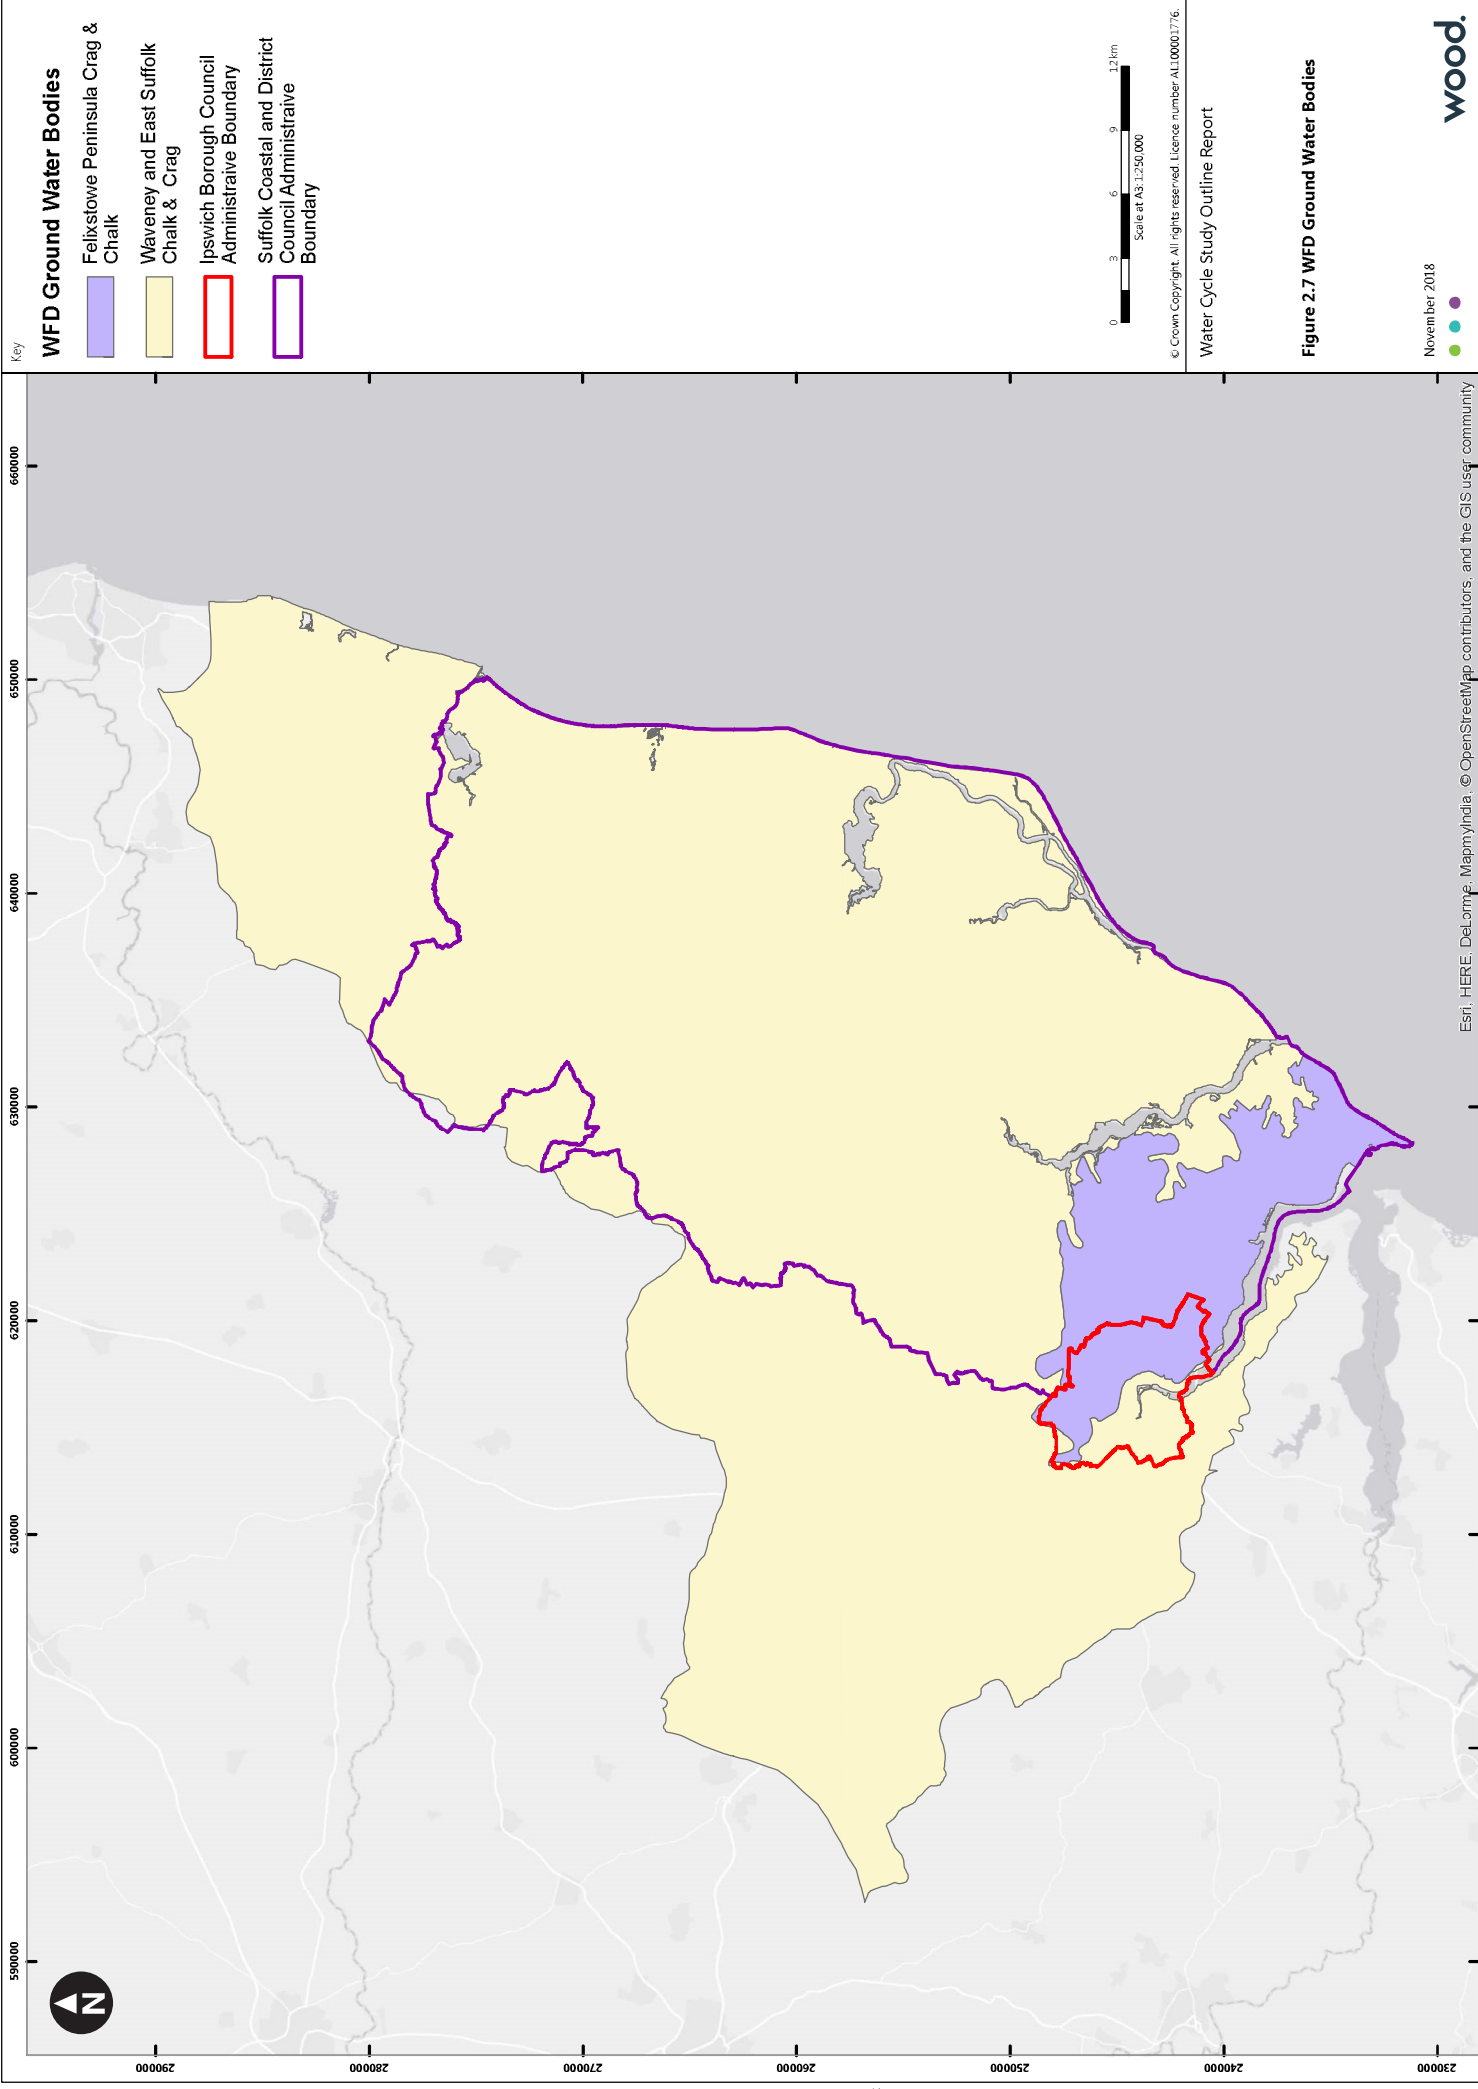 Key
WFD Ground Water Bodies
Felixstowe Peninsula Crag &
Chalk
Waveney and East Suffolk
Chalk & Crag
Ipswich Borough Council
Administraive Boundary
Suffolk Coastal and District
Council Administraive
Boundary
0 3 6 9 12 km
Scale at A3: 1:250,000
© Crown Copyright. All rights reserved. Licence number AL100001776.
Water Cycle Study Outline Report
Figure 2.7 WFD Ground Water Bodies
November 2018
wood.
590000
600000
610000
620000
630000
640000
650000
660000
290000
280000
270000
260000
250000
240000
230000
N
Esri, HERE, DeLorme, MapmyIndia, © OpenStreetMap contributors, and the GIS user community